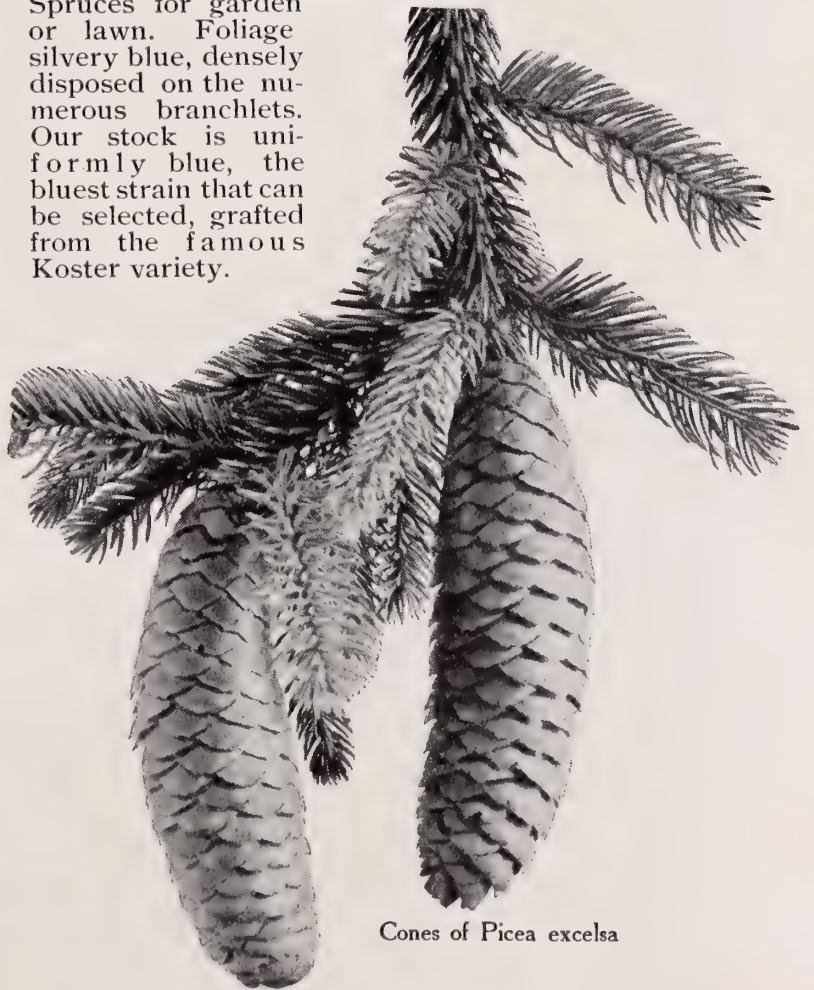 Spruces for garden
or lawn. Foliage
silvery blue, densely
disposed on the nu-
merous branchlets.
Our stock is uni-
formly blue, the
bluest strain that can
be selected, grafted
from the famous
Koster variety.
Cones of Picea excelsa